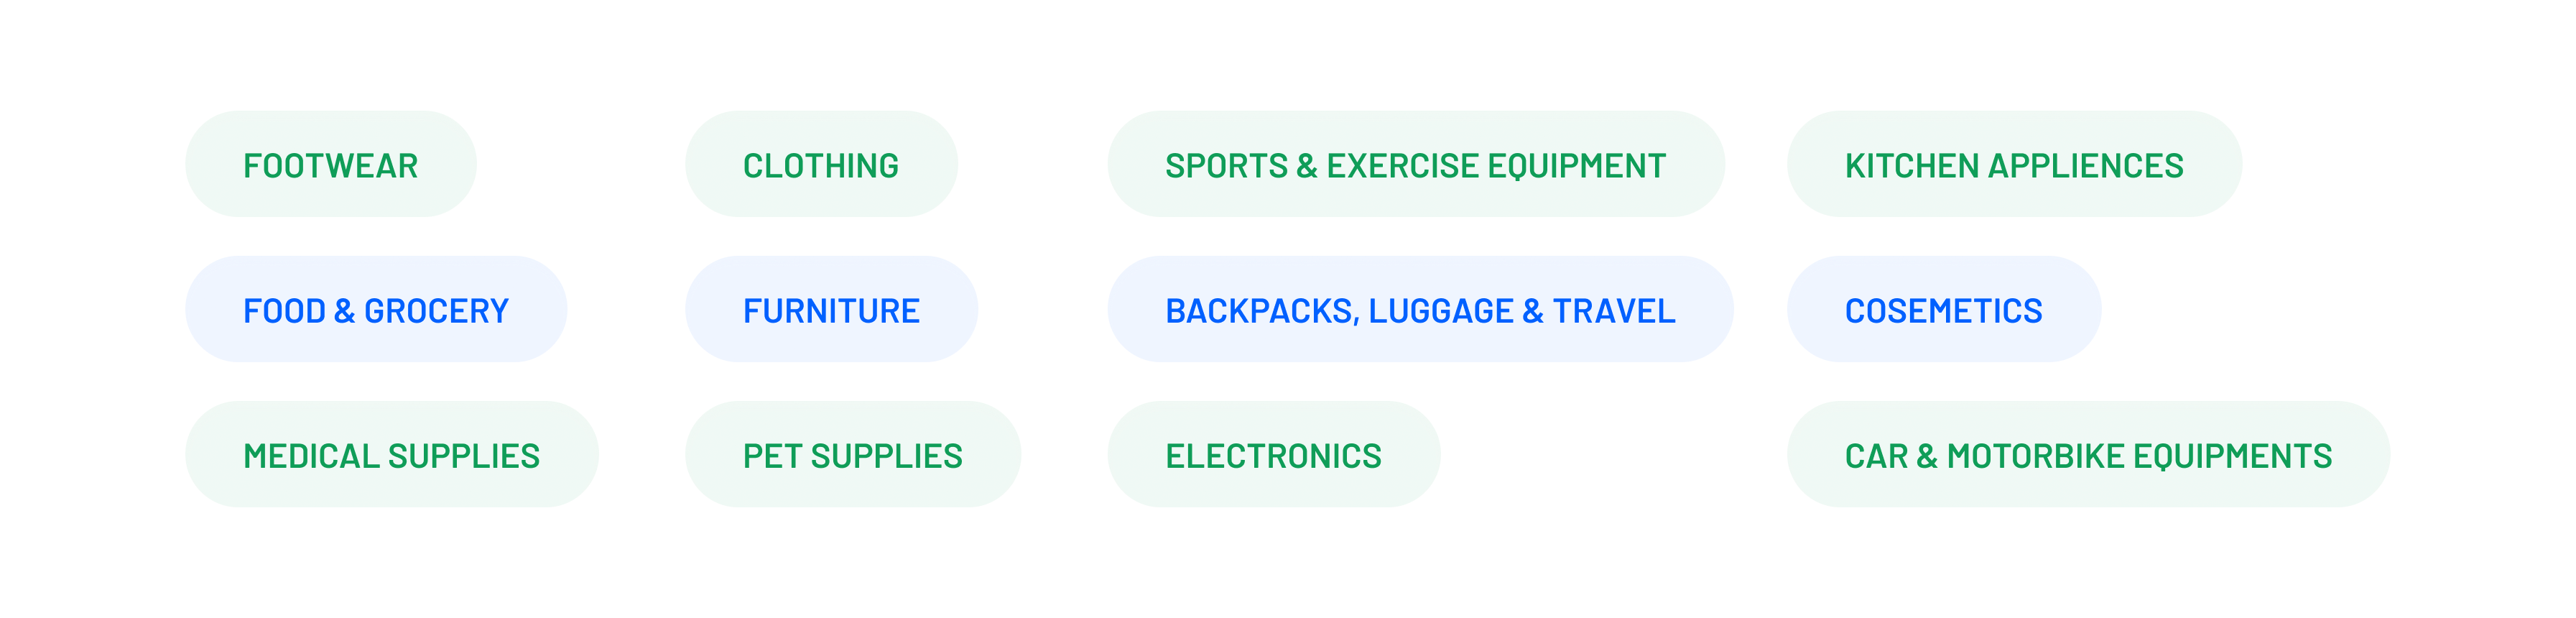 FOOTWEAR
CLOTHING
SPORTS & EXERCISE EQUIPMENT
KITCHEN APPLIENCES
FOOD & GROCERY
FURNITURE
BACKPACKS, LUGGAGE & TRAVEL
COSEMETICS
MEDICAL SUPPLIES
PET SUPPLIES
ELECTRONICS
CAR & MOTORBIKE EQUIPMENTS